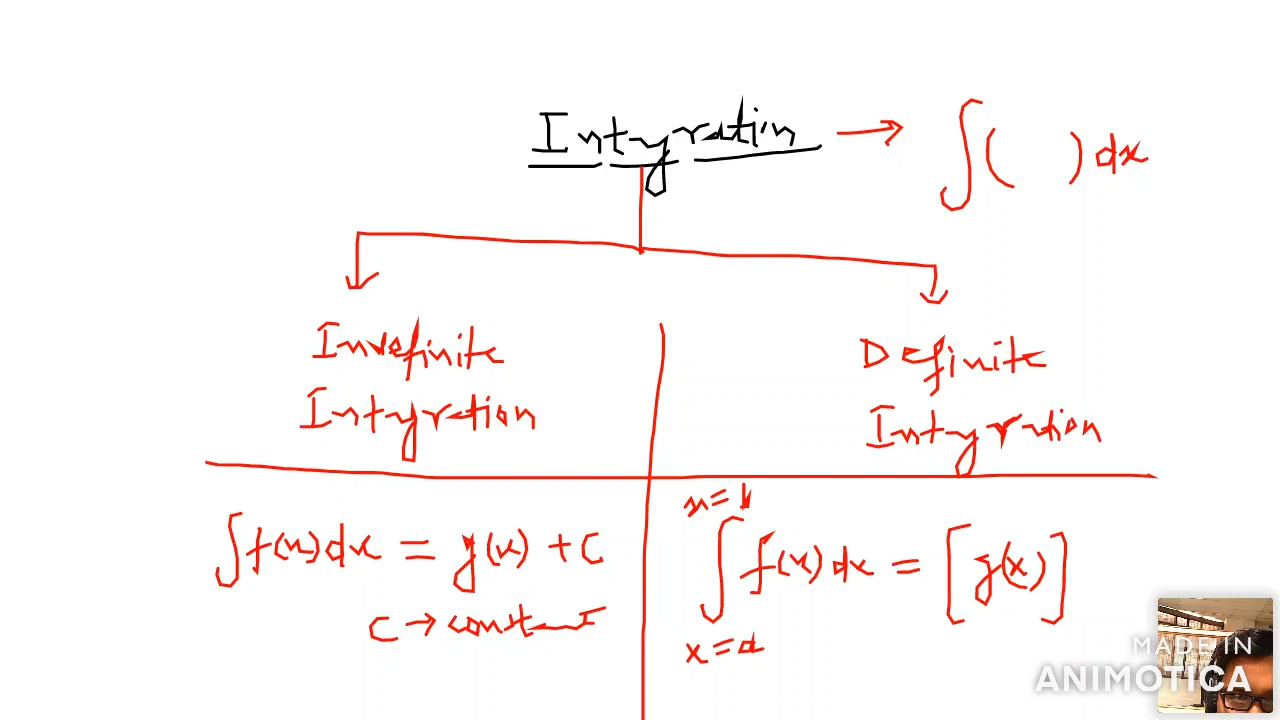 Integration → ∫( ) dx
Indefinite
Integration
Definite
Integration
∫f(x)dx = g(x) + C
C → constant
x=b
∫ f(x) dx = [g(x)]
x=a
MADE IN
ANIMOTICA